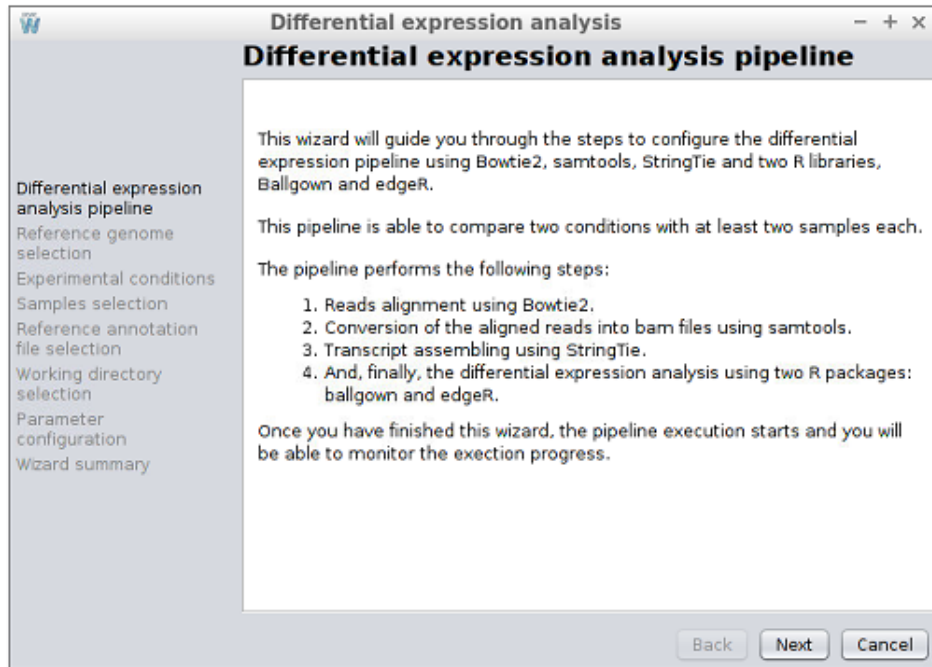 Differential expression analysis
Differential expression analysis pipeline
Differential expression
analysis pipeline
Reference genome
selection
Experimental conditions
Samples selection
Reference annotation
file selection
Working directory
selection
Parameter
configuration
Wizard summary
This wizard will guide you through the steps to configure the differential
expression pipeline using Bowtie2, samtools, StringTie and two R libraries,
Ballgown and edgeR.
This pipeline is able to compare two conditions with at least two samples each.
The pipeline performs the following steps:
1. Reads alignment using Bowtie2.
2. Conversion of the aligned reads into bam files using samtools.
3. Transcript assembling using StringTie.
4. And, finally, the differential expression analysis using two R packages:
ballgown and edgeR.
Once you have finished this wizard, the pipeline execution starts and you will
be able to monitor the exection progress.
Back Next Cancel